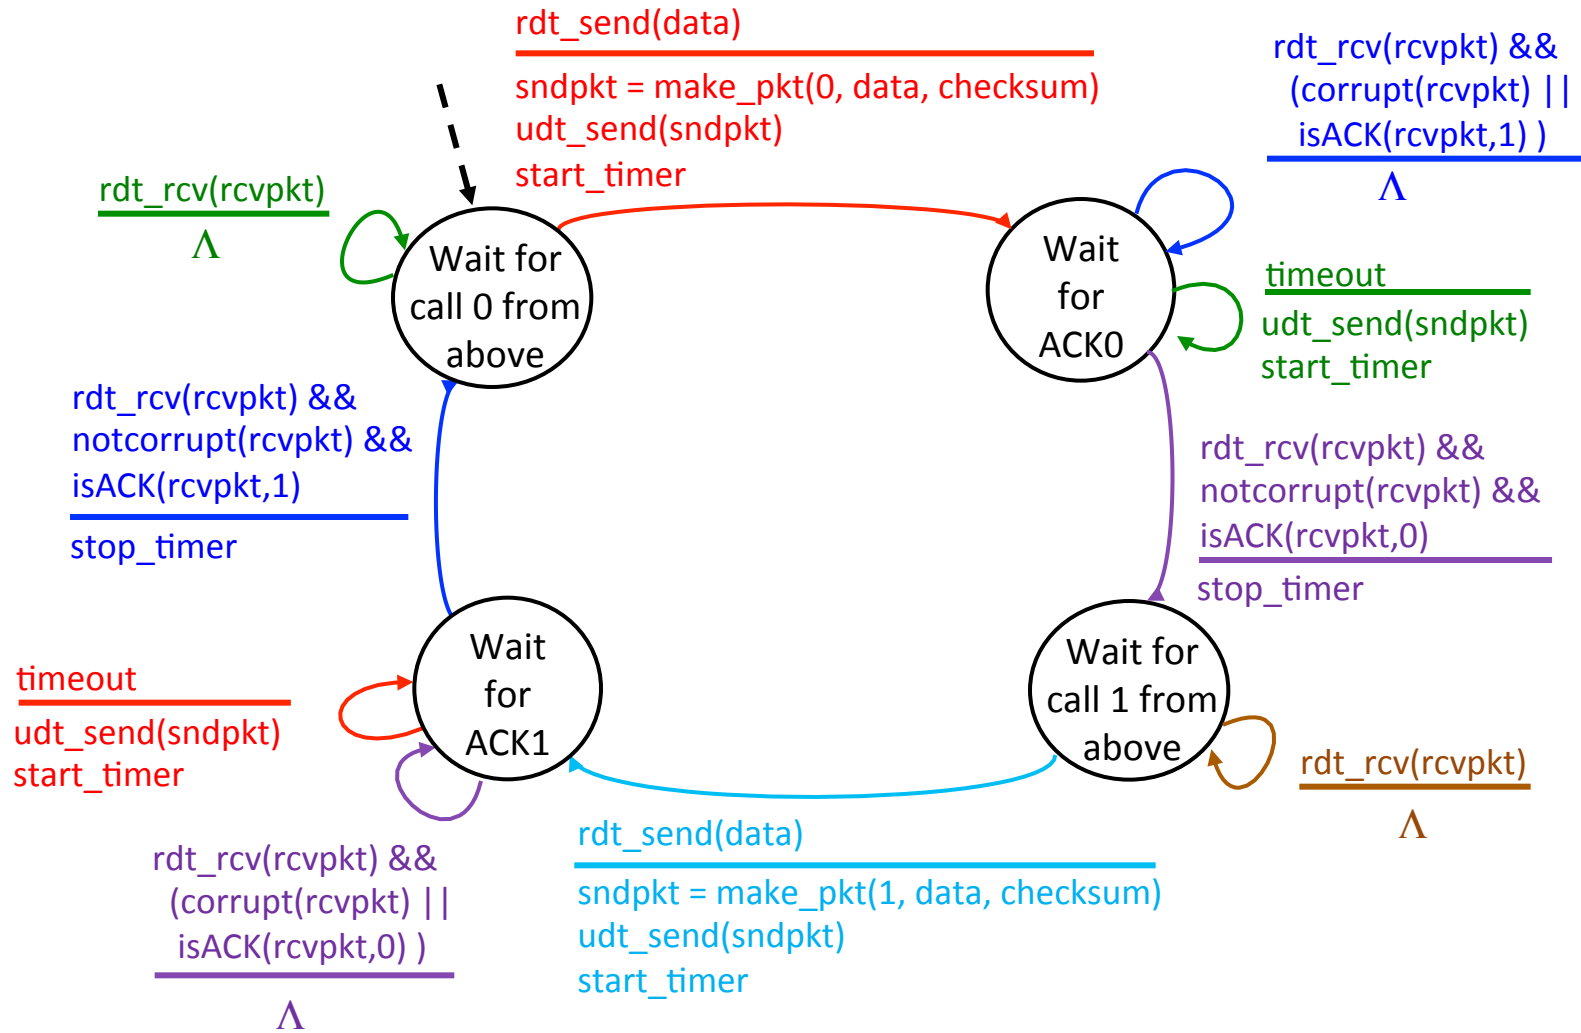 rdt_send(data)
sndpkt = make_pkt(0, data, checksum)
udt_send(sndpkt)
start_timer
rdt_rcv(rcvpkt) &&
(corrupt(rcvpkt) ||
isACK(rcvpkt,1) )
Λ
rdt_rcv(rcvpkt)
Λ
Wait for
call 0 from
above
Wait
for
ACK0
timeout
udt_send(sndpkt)
start_timer
rdt_rcv(rcvpkt) &&
notcorrupt(rcvpkt) &&
isACK(rcvpkt,1)
stop_timer
rdt_rcv(rcvpkt) &&
notcorrupt(rcvpkt) &&
isACK(rcvpkt,0)
stop_timer
Wait
for
ACK1
Wait for
call 1 from
above
timeout
udt_send(sndpkt)
start_timer
rdt_rcv(rcvpkt)
Λ
rdt_rcv(rcvpkt) &&
(corrupt(rcvpkt) ||
isACK(rcvpkt,0) )
Λ
rdt_send(data)
sndpkt = make_pkt(1, data, checksum)
udt_send(sndpkt)
start_timer